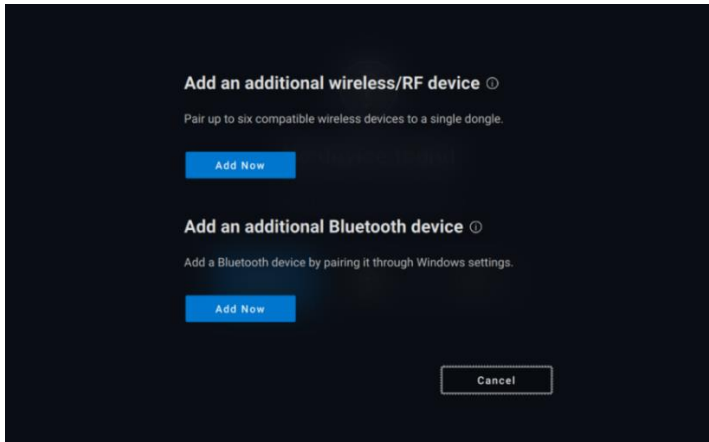 Add an additional wireless/RF device
Pair up to six compatible wireless devices to a single dongle.
Add Now
Add an additional Bluetooth device
Add a Bluetooth device by pairing it through Windows settings.
Add Now
Cancel